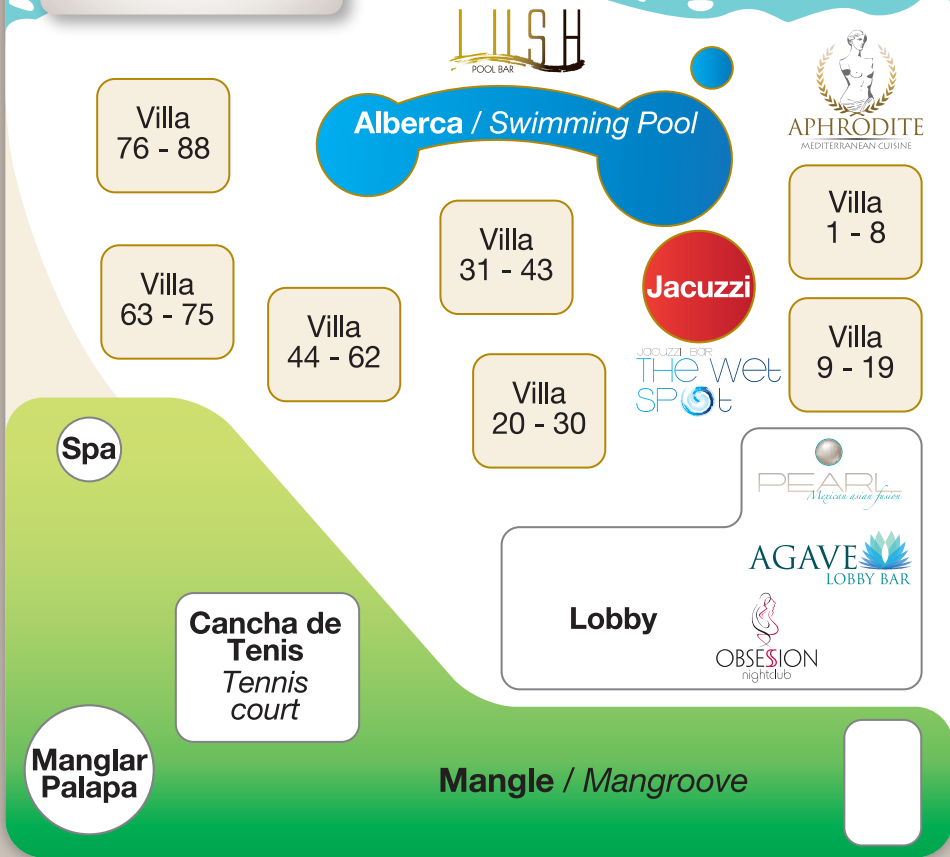 LUSH
POOL BAR
Alberca / Swimming Pool
APHRODITE
MEDITERRANEAN CUISINE
Villa
76 - 88
Villa
1 - 8
Villa
31 - 43
Villa
63 - 75
Jacuzzi
Villa
44 - 62
Villa
9 - 19
JACUZZI BAR
THE WET
SPOT
Villa
20 - 30
Spa
PEARL
Mexican asian fusion
AGAVE
LOBBY BAR
Lobby
OBSESSION
nightclub
Cancha de
Tenis
Tennis
court
Manglar
Palapa
Mangle / Mangroove